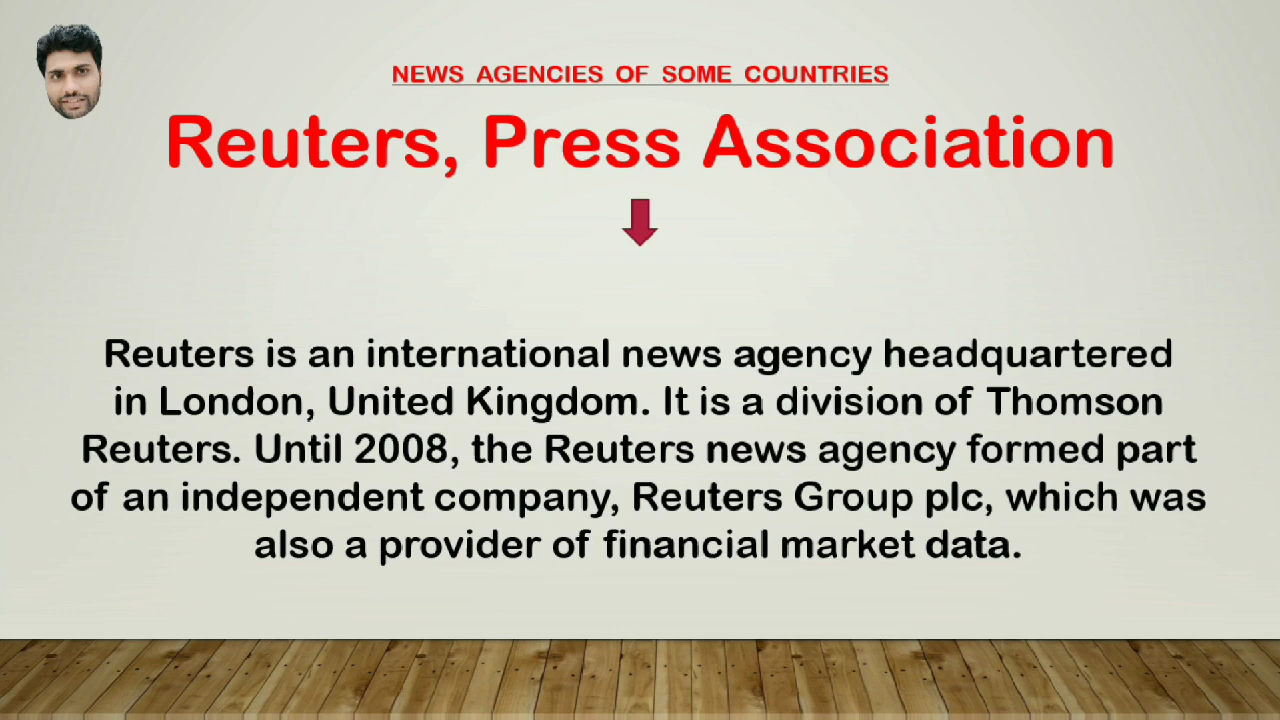 NEWS AGENCIES OF SOME COUNTRIES
Reuters, Press Association
Reuters is an international news agency headquartered
in London, United Kingdom. It is a division of Thomson
Reuters. Until 2008, the Reuters news agency formed part
of an independent company, Reuters Group plc, which was
also a provider of financial market data.